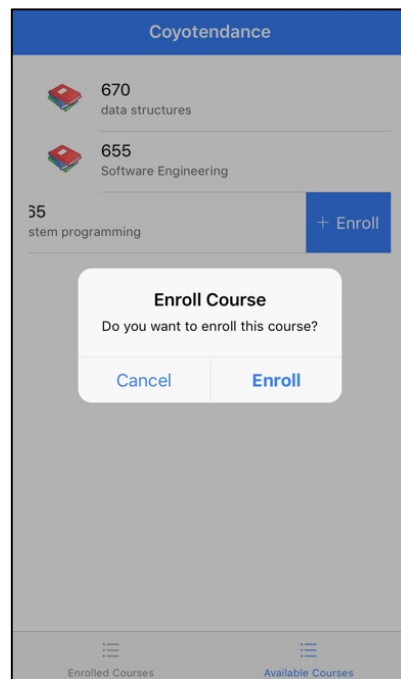 Coyotendance
670
data structures
655
Software Engineering
65
stem programming
+ Enroll
Enroll Course
Do you want to enroll this course?
Cancel
Enroll
Enrolled Courses
Available Courses